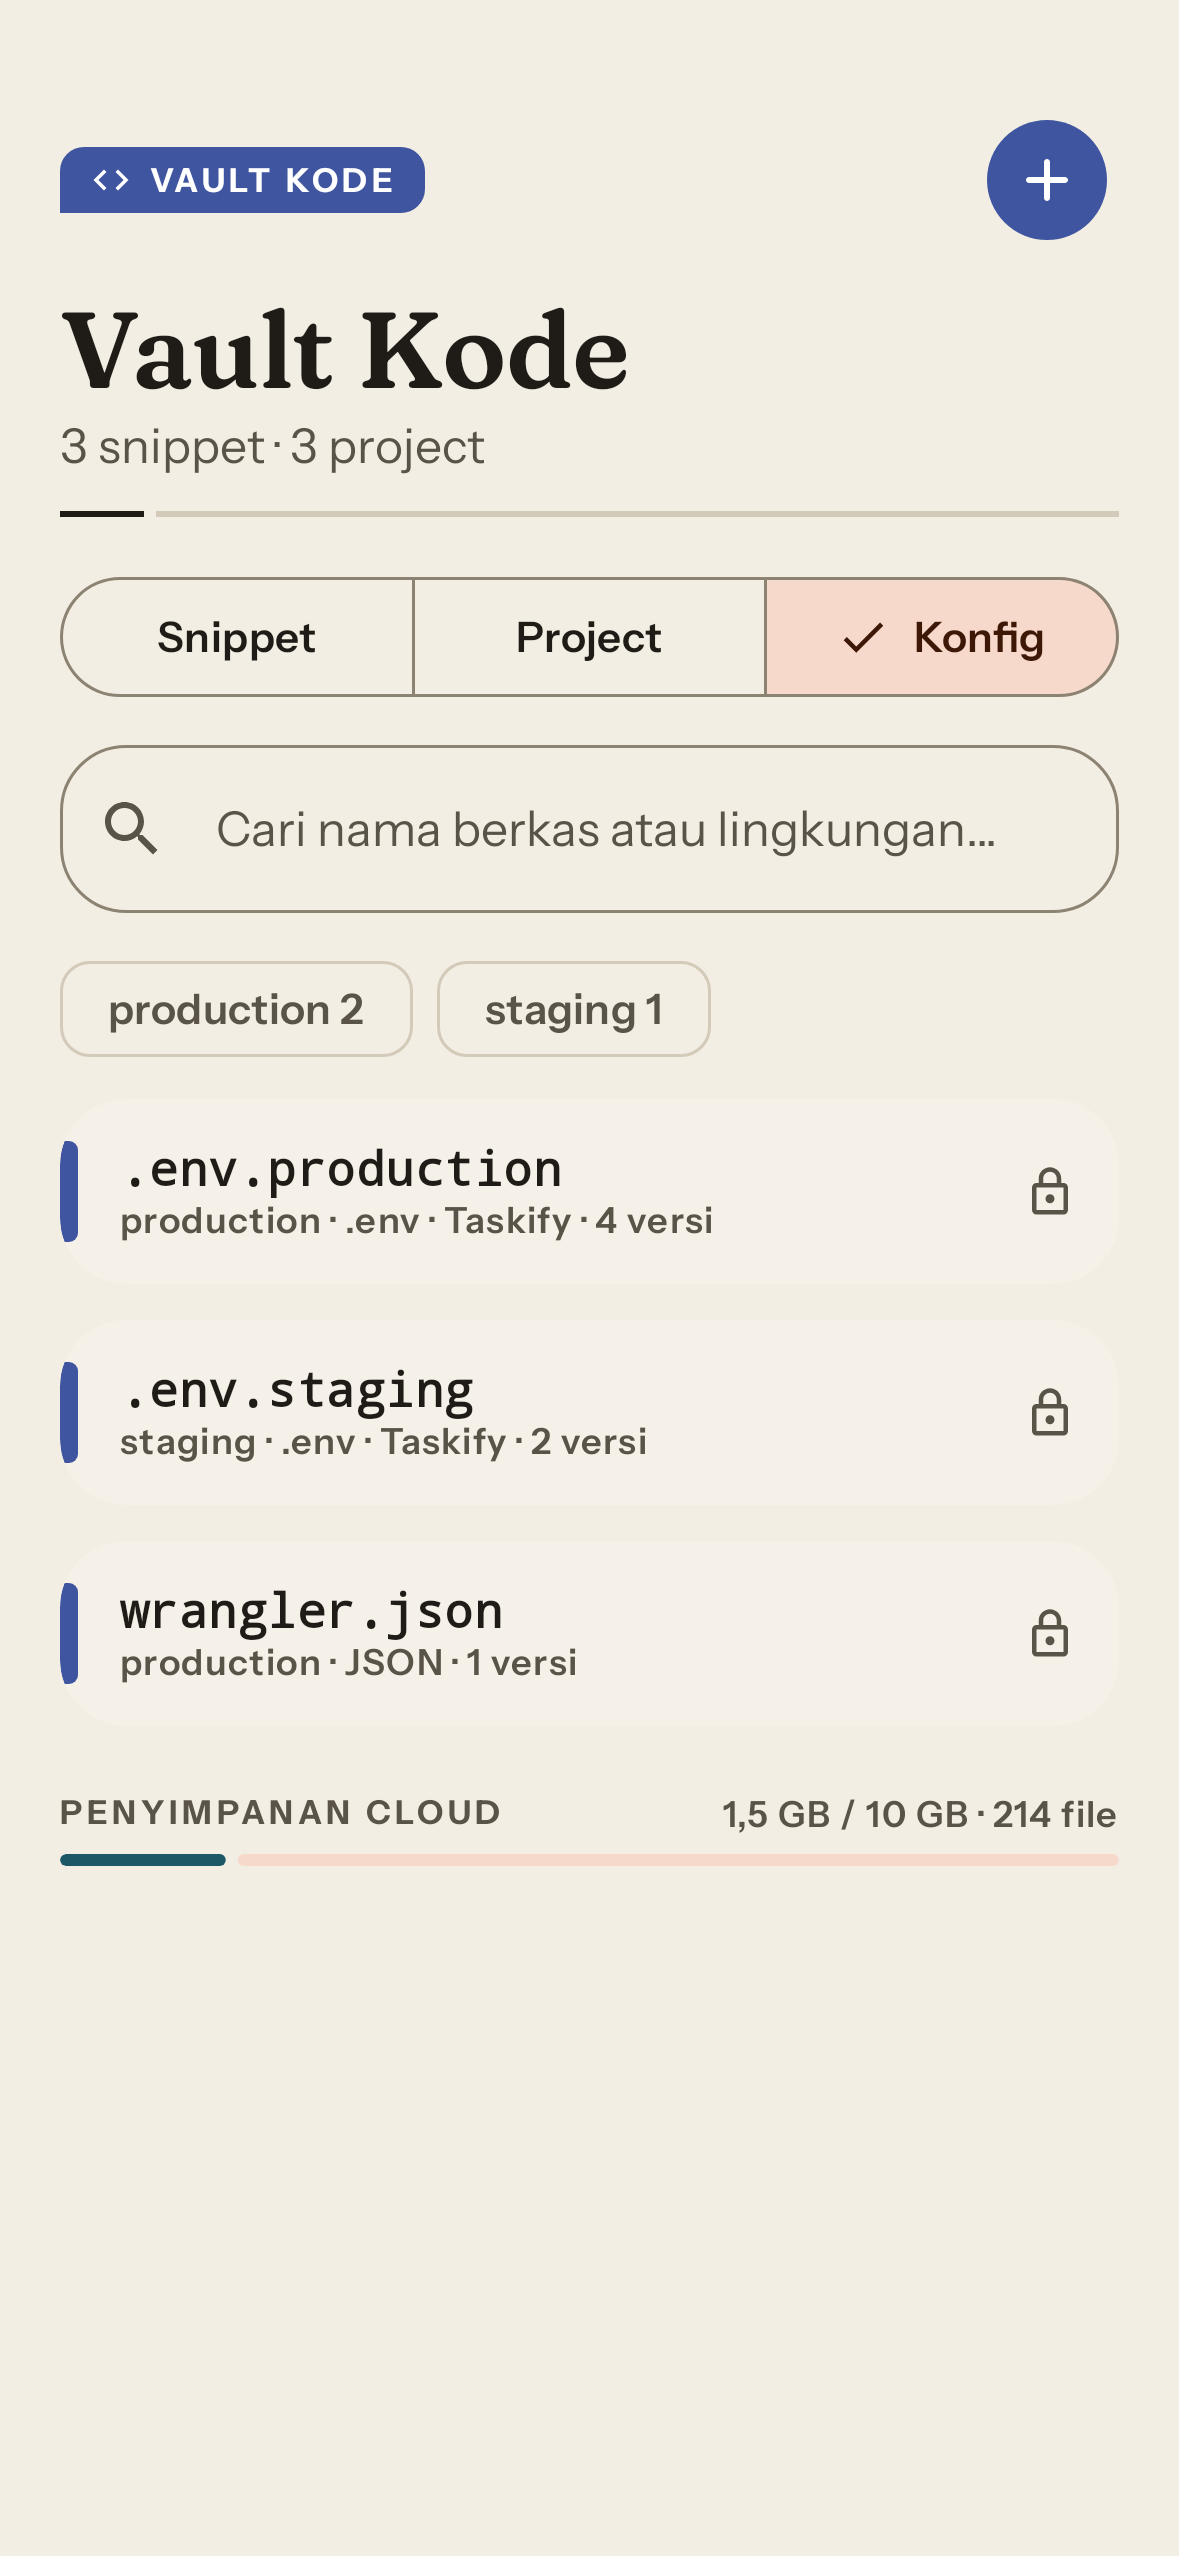 VAULT KODE
Vault Kode
3 snippet · 3 project
Snippet
Project
Konfig
Cari nama berkas atau lingkungan...
production 2
staging 1
.env.production
production · .env · Taskify · 4 versi
.env.staging
staging · .env · Taskify · 2 versi
wrangler.json
production · JSON · 1 versi
PENYIMPANAN CLOUD
1,5 GB / 10 GB · 214 file